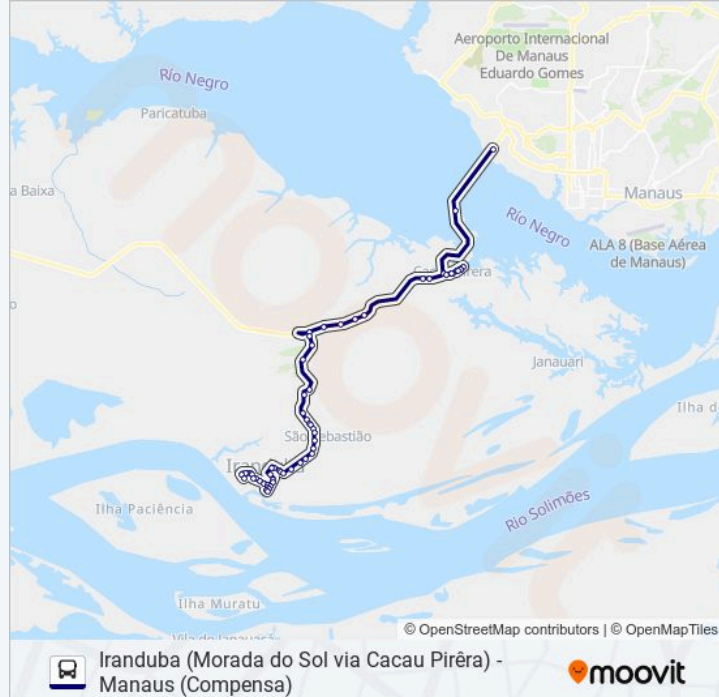 Aeroporto Internacional
De Manaus
Eduardo Gomes
Río Negro
Paricatuba
a Baixa
Manaus
Río Negro
ALA 8 (Base Aérea
de Manaus)
Janauari
Ilha d
São Sebastião
Rio Solimões
Ilha Paciência
Ilha Muratu
© OpenStreetMap contributors | © OpenMapTiles
Iranduba (Morada do Sol via Cacau Pirêra) -
Manaus (Compensa)
moovit